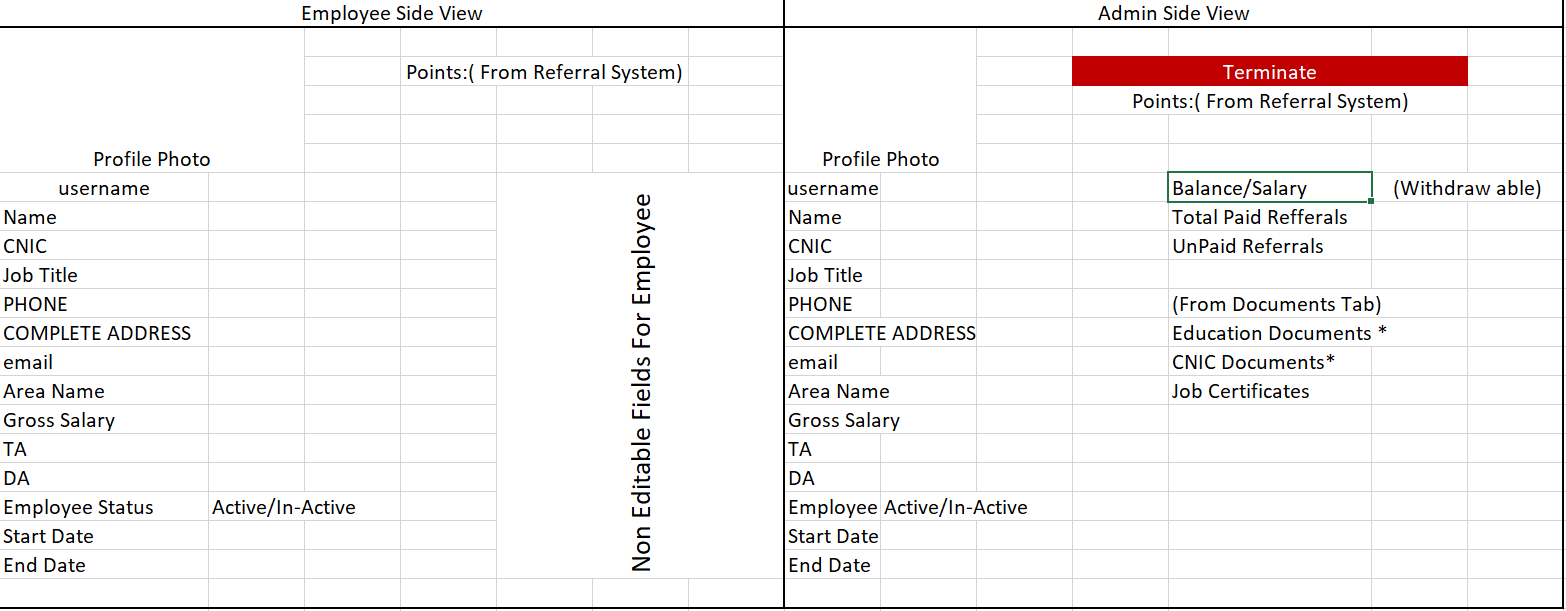 Employee Side View
Points:( From Referral System)
Profile Photo
username
Name
CNIC
Job Title
PHONE
COMPLETE ADDRESS
email
Area Name
Gross Salary
TA
DA
Employee Status Active/In-Active
Start Date
End Date
Non Editable Fields For Employee
Admin Side View
Terminate
Points:( From Referral System)
Profile Photo
username Balance/Salary (Withdraw able)
Name Total Paid Refferals
CNIC UnPaid Referrals
Job Title
PHONE (From Documents Tab)
COMPLETE ADDRESS Education Documents *
email CNIC Documents*
Area Name Job Certificates
Gross Salary
TA
DA
Employee Active/In-Active
Start Date
End Date